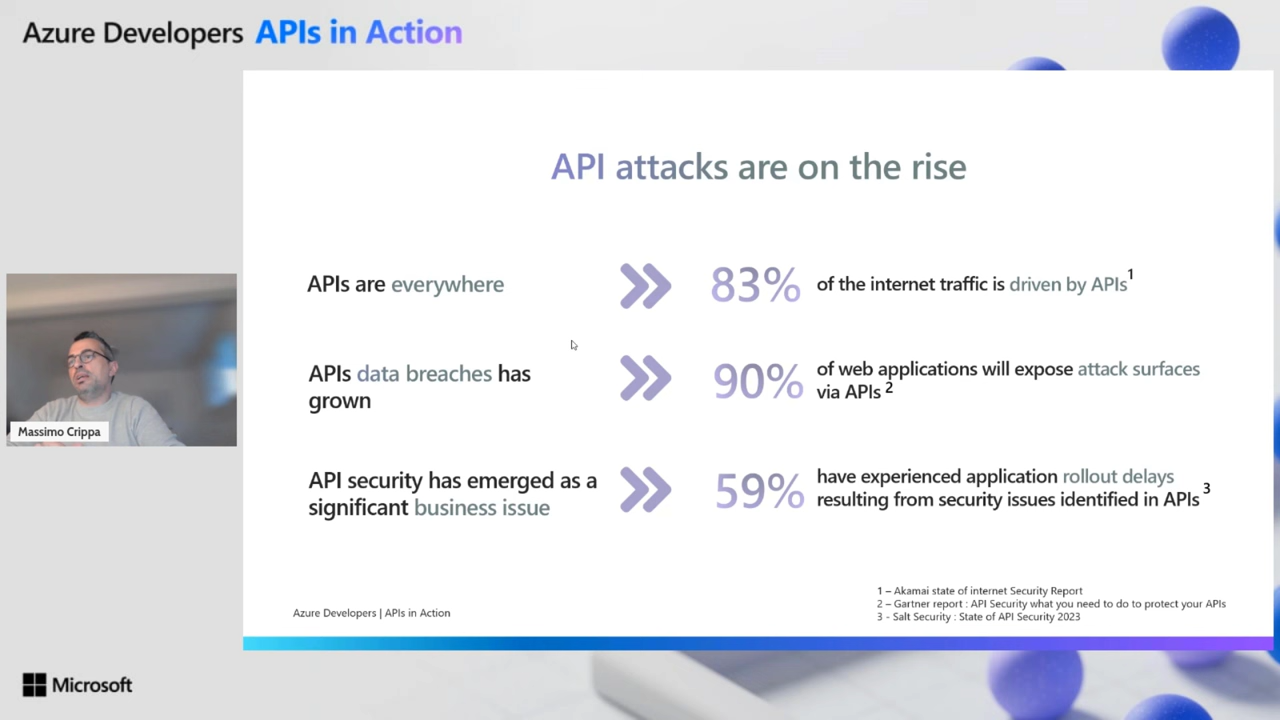 Azure Developers APIs in Action
API attacks are on the rise
APIs are everywhere
83% of the internet traffic is driven by APIs1
APIs data breaches has
grown
90% of web applications will expose attack surfaces
via APIs 2
API security has emerged as a
significant business issue
59% have experienced application rollout delays
resulting from security issues identified in APIs 3
Massimo Crippa
1 – Akamai state of internet Security Report
2 – Gartner report : API Security what you need to do to protect your APIs
3 - Salt Security : State of API Security 2023
Azure Developers | APIs in Action
Microsoft